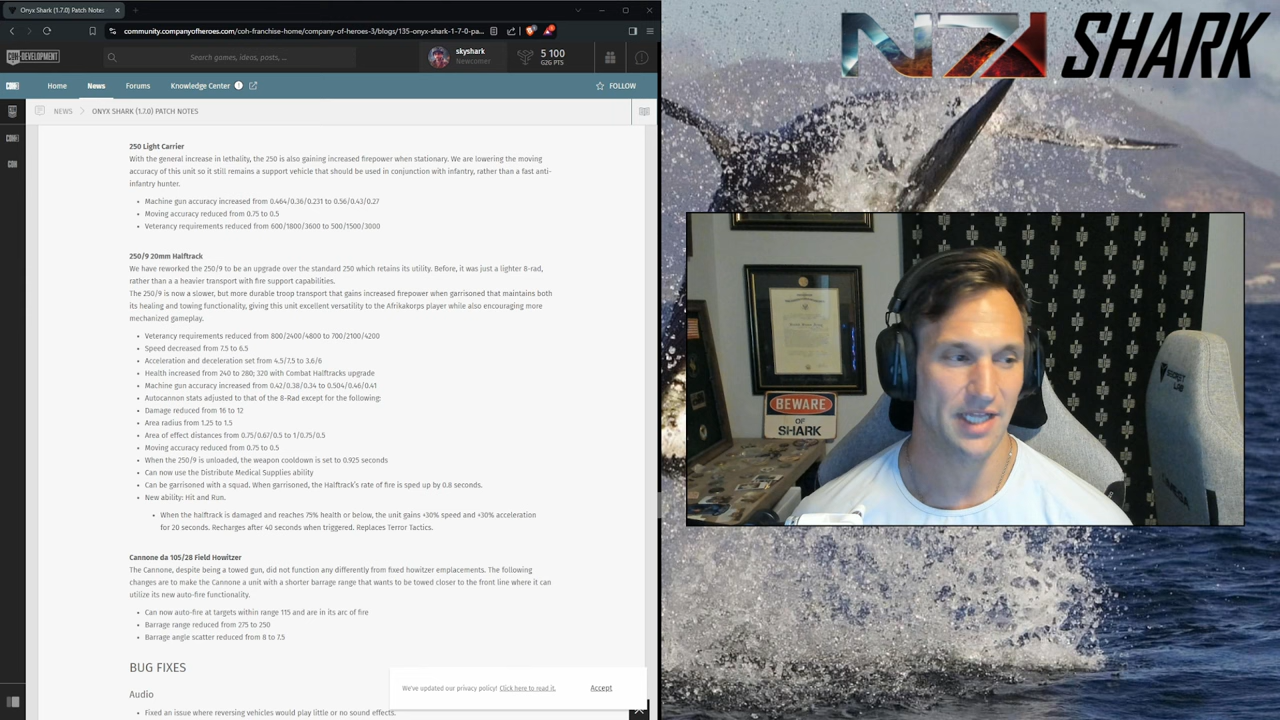 Onyx Shark (1.7.0) Patch Notes
community.companyofheroes.com/coh-franchise-home/company-of-heroes-3/blogs/135-onyx-shark-1-7-0-pa...
COH-DEVELOPMENT
Search games, ideas, posts, ...
skyshark
Newcomer
5 100
G2G PTS
Home
News
Forums
Knowledge Center
FOLLOW
NEWS
ONYX SHARK (1.7.0) PATCH NOTES
250 Light Carrier
With the general increase in lethality, the 250 is also gaining increased firepower when stationary. We are lowering the moving
accuracy of this unit so it still remains a support vehicle that should be used in conjunction with infantry, rather than a fast anti-
infantry hunter.
• Machine gun accuracy increased from 0.464/0.36/0.231 to 0.56/0.43/0.27
• Moving accuracy reduced from 0.75 to 0.5
• Veterancy requirements reduced from 600/1800/3600 to 500/1500/3000
250/9 20mm Halftrack
We have reworked the 250/9 to be an upgrade over the standard 250 which retains its utility. Before, it was just a lighter 8-rad,
rather than a a heavier transport with fire support capabilities.
The 250/9 is now a slower, but more durable troop transport that gains increased firepower when garrisoned that maintains both
its healing and towing functionality, giving this unit excellent versatility to the Afrikakorps player while also encouraging more
mechanized gameplay.
• Veterancy requirements reduced from 800/2400/4800 to 700/2100/4200
• Speed decreased from 7.5 to 6.5
• Acceleration and deceleration set from 4.5/7.5 to 3.6/6
• Health increased from 240 to 280; 320 with Combat Halftracks upgrade
• Machine gun accuracy increased from 0.42/0.38/0.34 to 0.504/0.46/0.41
• Autocannon stats adjusted to that of the 8-Rad except for the following:
• Damage reduced from 16 to 12
• Area radius from 1.25 to 1.5
• Area of effect distances from 0.75/0.67/0.5 to 1/0.75/0.5
• Moving accuracy reduced from 0.75 to 0.5
• When the 250/9 is unloaded, the weapon cooldown is set to 0.925 seconds
• Can now use the Distribute Medical Supplies ability
• Can be garrisoned with a squad. When garrisoned, the Halftrack's rate of fire is sped up by 0.8 seconds.
• New ability: Hit and Run.
• When the halftrack is damaged and reaches 75% health or below, the unit gains +30% speed and +30% acceleration
for 20 seconds. Recharges after 40 seconds when triggered. Replaces Terror Tactics.
Cannone da 105/28 Field Howitzer
The Cannone, despite being a towed gun, did not function any differently from fixed howitzer emplacements. The following
changes are to make the Cannone a unit with a shorter barrage range that wants to be towed closer to the front line where it can
utilize its new auto-fire functionality.
• Can now auto-fire at targets within range 115 and are in its arc of fire
• Barrage range reduced from 275 to 250
• Barrage angle scatter reduced from 8 to 7.5
BUG FIXES
Audio
• Fixed an issue where reversing vehicles would play little or no sound effects.
We've updated our privacy policy! Click here to read it.
Accept
N7 SHARK
BEWARE
OF SHARK
SECRET
LAB